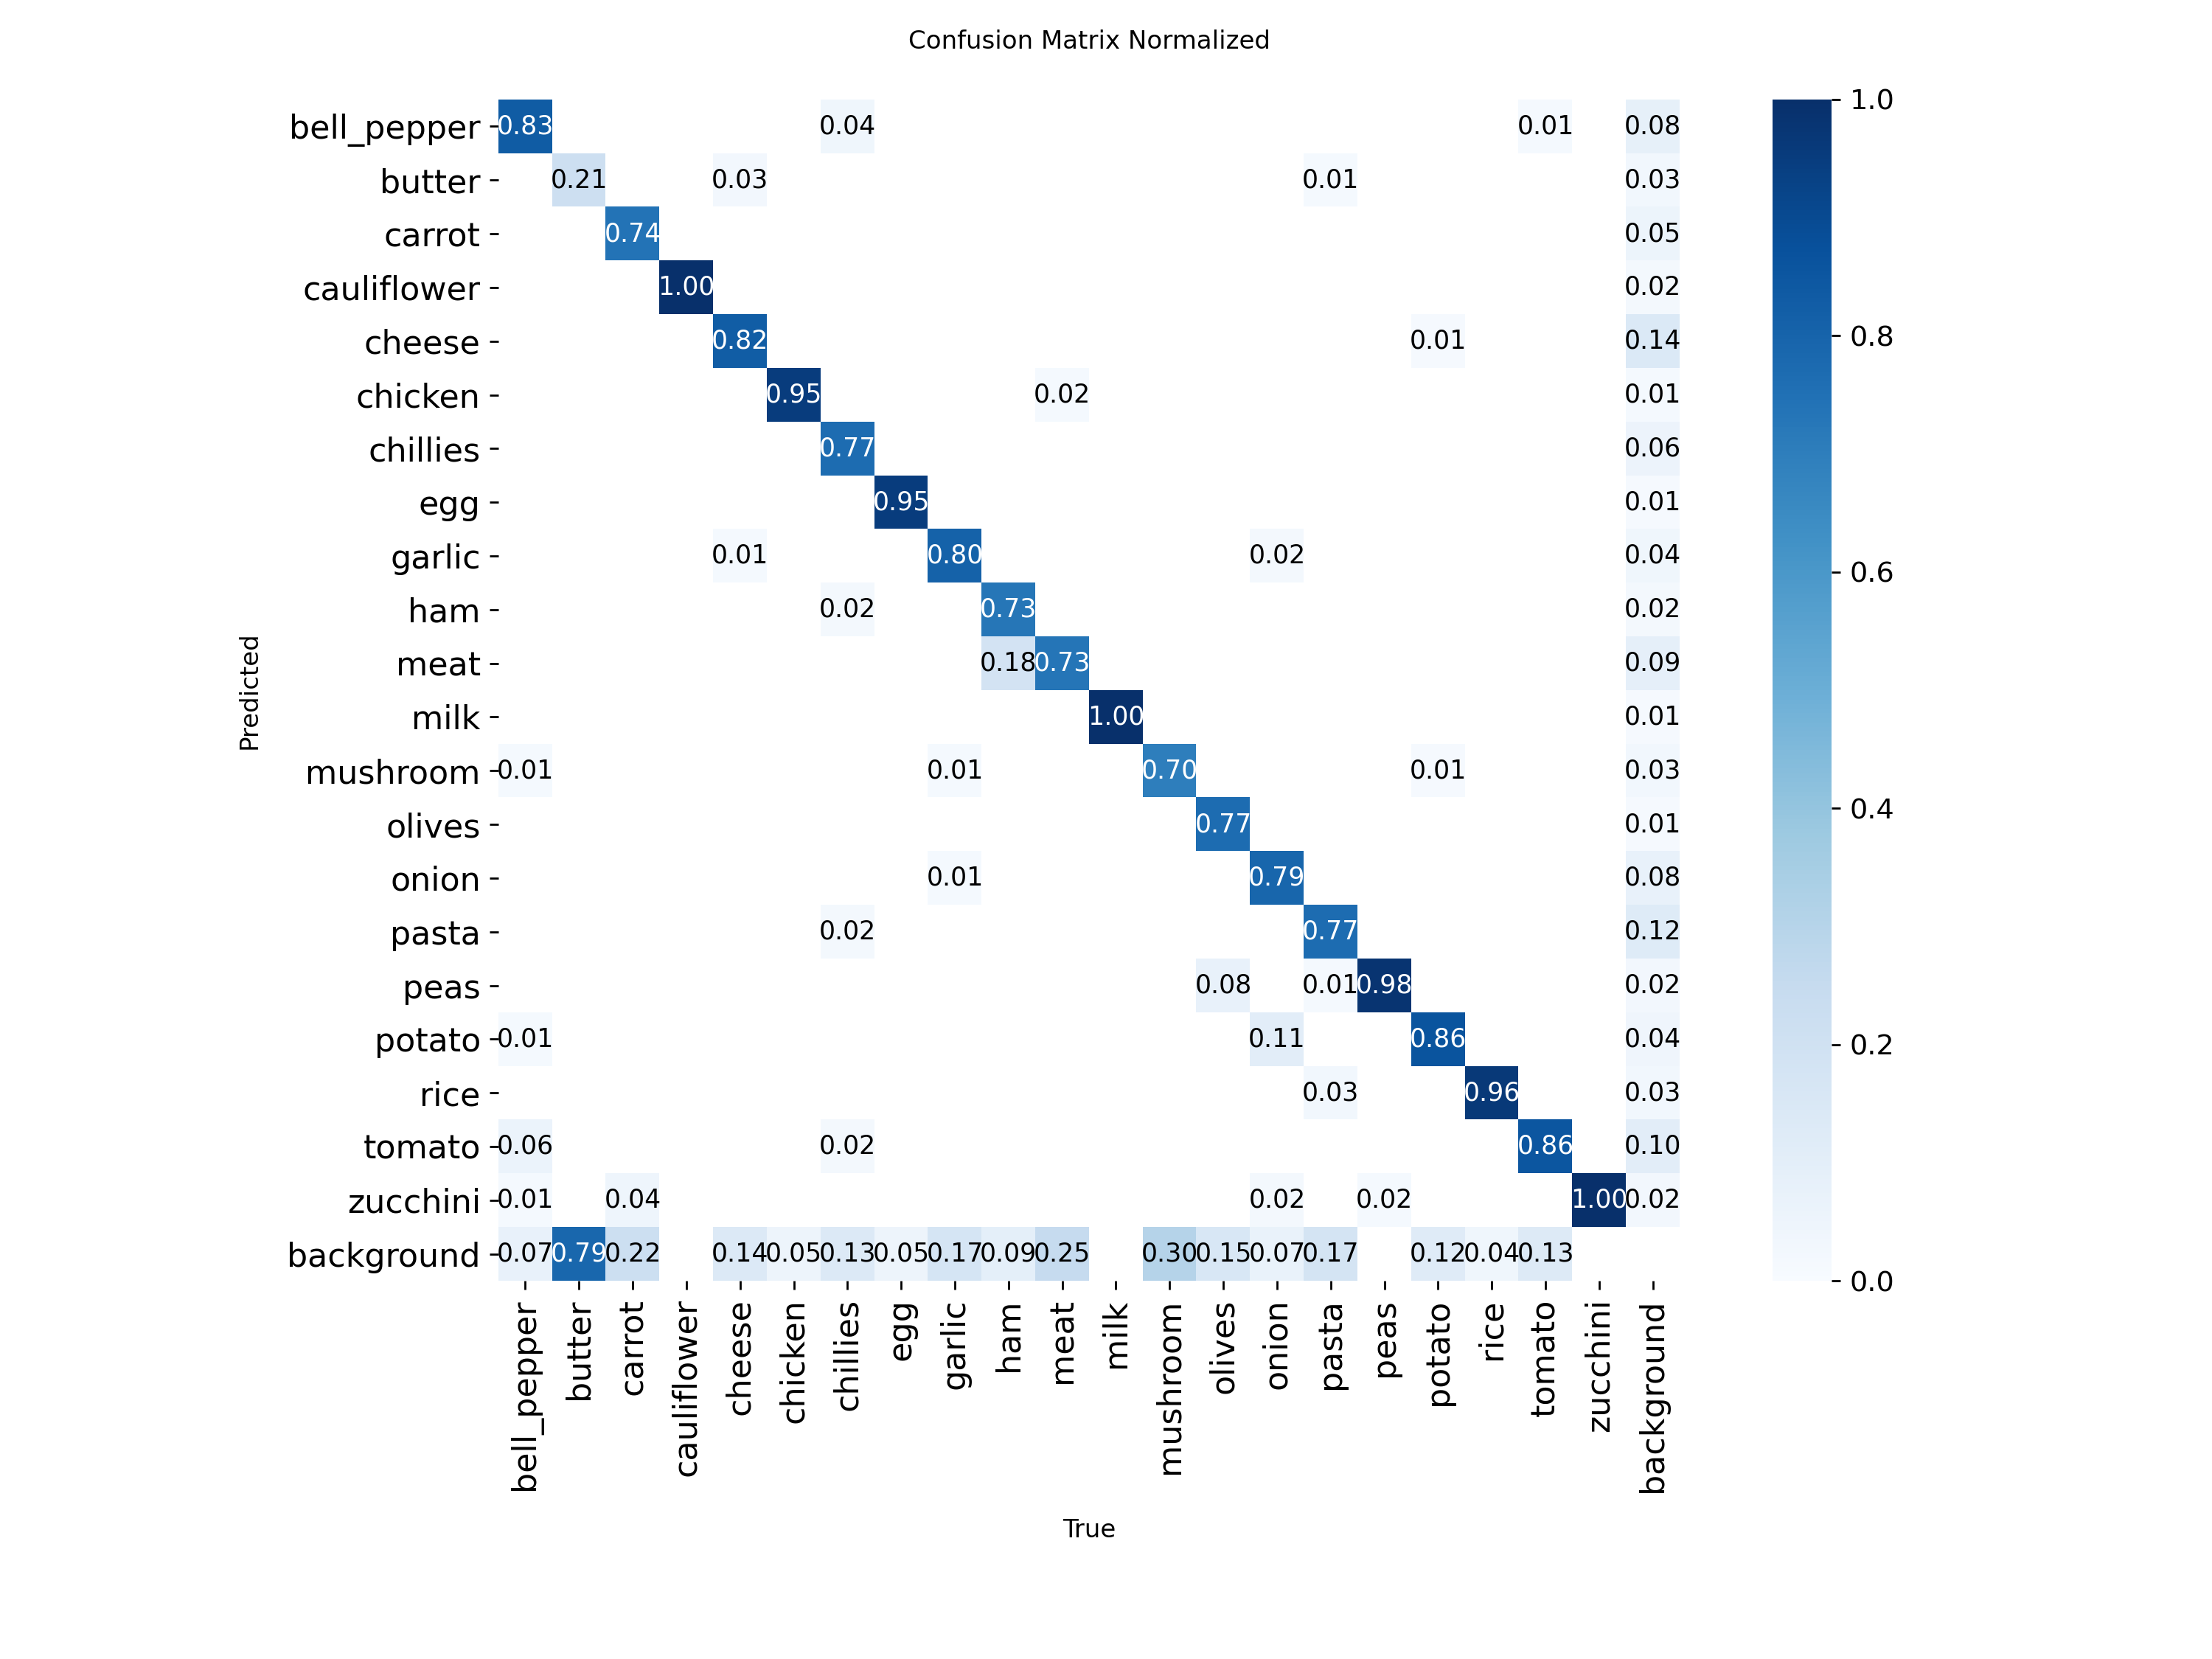 Confusion Matrix Normalized
bell_pepper 0.83 0.04 0.01 0.08
butter 0.21 0.03 0.01 0.03
carrot 0.74 0.05
cauliflower 1.00 0.02
cheese 0.82 0.01 0.14
chicken 0.95 0.02 0.01
chillies 0.77 0.06
egg 0.95 0.01
garlic 0.01 0.80 0.02 0.04
ham 0.02 0.73 0.02
meat 0.18 0.73 0.09
milk 1.00 0.01
mushroom 0.01 0.01 0.70 0.01 0.03
olives 0.77 0.01
onion 0.01 0.79 0.08
pasta 0.02 0.77 0.12
peas 0.08 0.01 0.98 0.02
potato 0.01 0.11 0.86 0.04
rice 0.03 0.96 0.03
tomato 0.06 0.02 0.86 0.10
zucchini 0.01 0.04 0.02 0.02 1.00 0.02
background 0.07 0.79 0.22 0.14 0.05 0.13 0.05 0.17 0.09 0.25 0.30 0.15 0.07 0.17 0.12 0.04 0.13
Predicted
bell_pepper
butter
carrot
cauliflower
cheese
chicken
chillies
egg
garlic
ham
meat
milk
mushroom
olives
onion
pasta
peas
potato
rice
tomato
zucchini
background
True
1.0
0.8
0.6
0.4
0.2
0.0